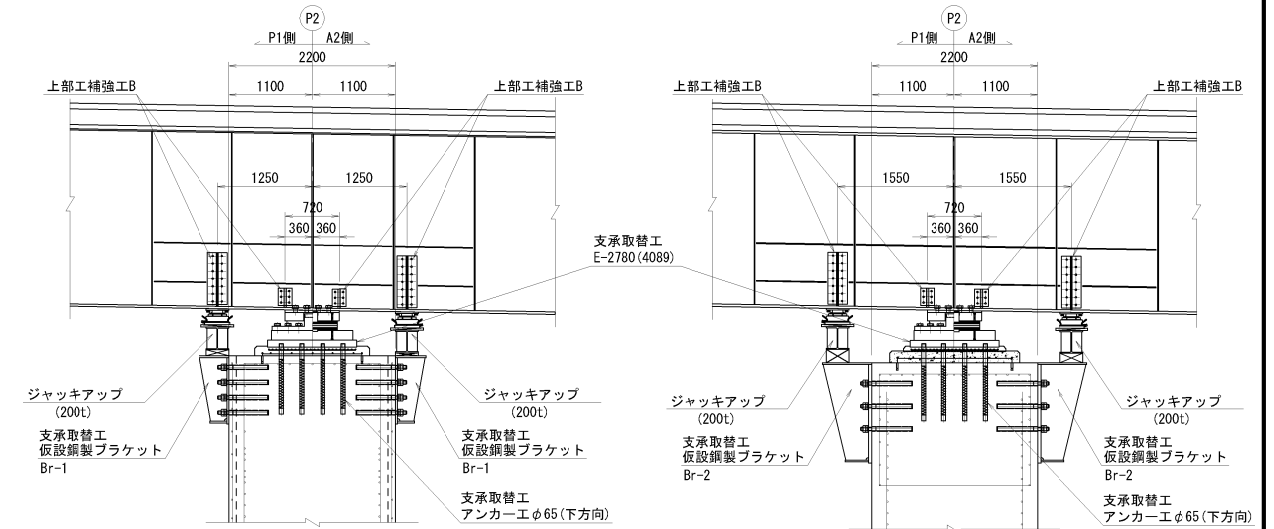 P2
P1側 A2側
2200
1100 1100
上部工補強工B
上部工補強工B
1250 1250
720
360 360
ジャッキアップ
(200t)
ジャッキアップ
(200t)
支承取替工
仮設鋼製ブラケット
Br-1
支承取替工
仮設鋼製ブラケット
Br-1
支承取替工
アンカー工φ65(下方向)
支承取替工
E-2780(4089)
P2
P1側 A2側
2200
1100 1100
上部工補強工B
上部工補強工B
1550 1550
720
360 360
ジャッキアップ
(200t)
ジャッキアップ
(200t)
支承取替工
仮設鋼製ブラケット
Br-2
支承取替工
仮設鋼製ブラケット
Br-2
支承取替工
アンカー工φ65(下方向)